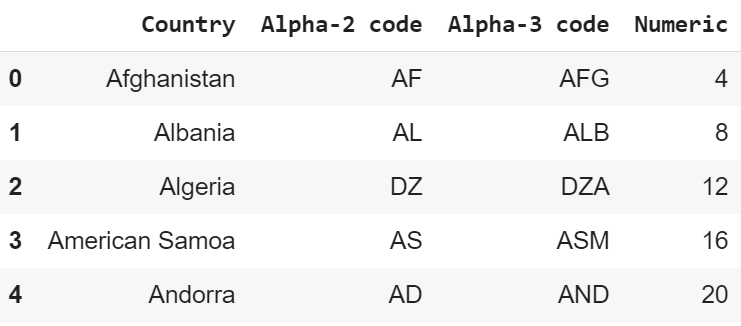 Country Alpha-2 code Alpha-3 code Numeric
0 Afghanistan AF AFG 4
1 Albania AL ALB 8
2 Algeria DZ DZA 12
3 American Samoa AS ASM 16
4 Andorra AD AND 20